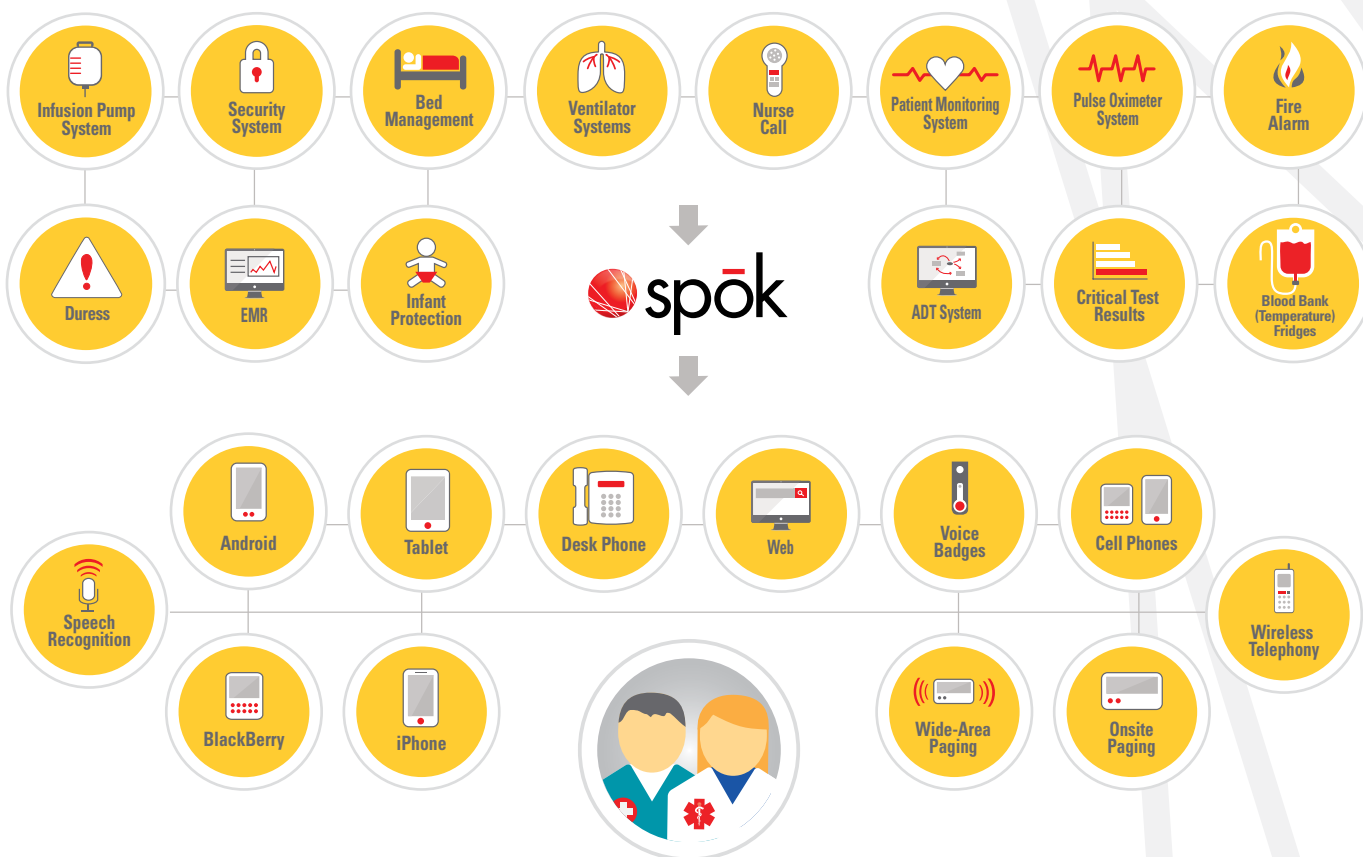 Infusion Pump
System
Security
System
Bed
Management
Ventilator
Systems
Nurse
Call
Patient Monitoring
System
Pulse Oximeter
System
Fire
Alarm
Duress
EMR
Infant
Protection
spōk
ADT System
Critical Test
Results
Blood Bank
(Temperature)
Fridges
Android
Tablet
Desk Phone
Web
Voice
Badges
Cell Phones
Speech
Recognition
Wireless
Telephony
BlackBerry
iPhone
Wide-Area
Paging
Onsite
Paging